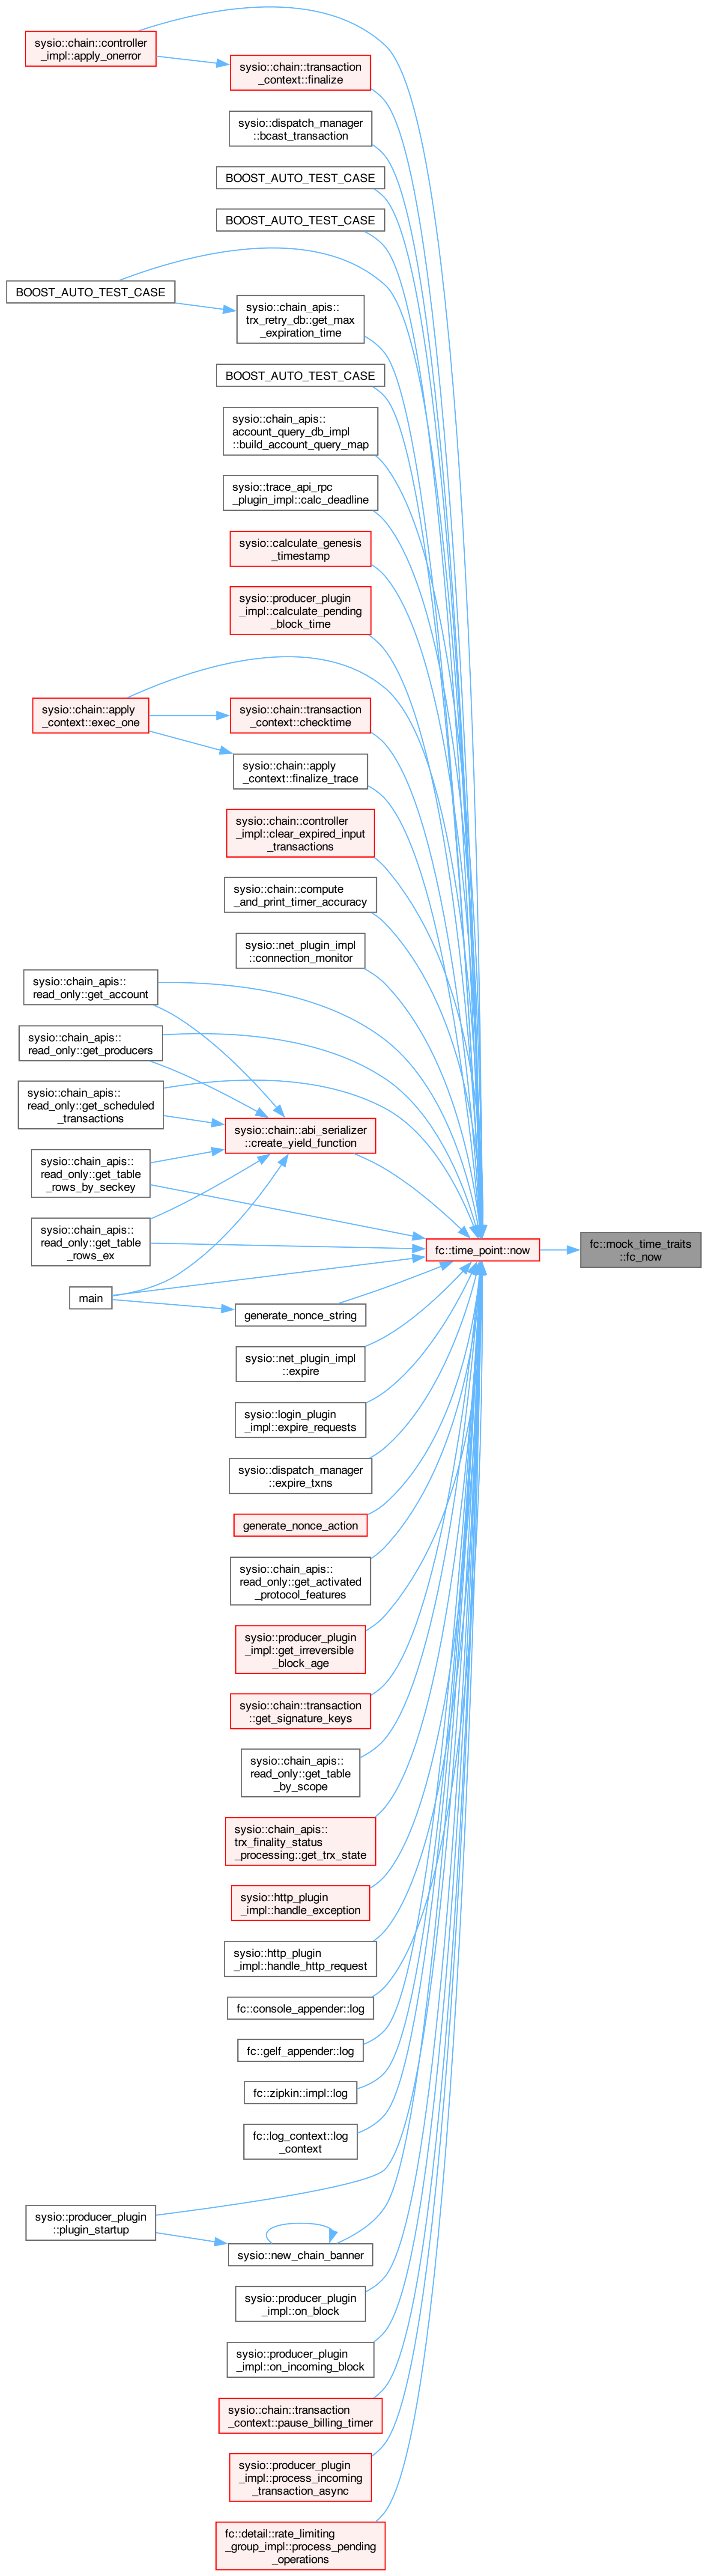 sysio::chain::controller
_impl::apply_onerror
sysio::chain::transaction
_context::finalize
sysio::dispatch_manager
::bcast_transaction
BOOST_AUTO_TEST_CASE
BOOST_AUTO_TEST_CASE
BOOST_AUTO_TEST_CASE
sysio::chain_apis::
trx_retry_db::get_max
_expiration_time
BOOST_AUTO_TEST_CASE
sysio::chain_apis::
account_query_db_impl
::build_account_query_map
sysio::trace_api_rpc
_plugin_impl::calc_deadline
sysio::calculate_genesis
_timestamp
sysio::producer_plugin
_impl::calculate_pending
_block_time
sysio::chain::apply
_context::exec_one
sysio::chain::transaction
_context::checktime
sysio::chain::apply
_context::finalize_trace
sysio::chain::controller
_impl::clear_expired_input
_transactions
sysio::chain::compute
_and_print_timer_accuracy
sysio::net_plugin_impl
::connection_monitor
sysio::chain_apis::
read_only::get_account
sysio::chain_apis::
read_only::get_producers
sysio::chain_apis::
read_only::get_scheduled
_transactions
sysio::chain::abi_serializer
::create_yield_function
sysio::chain_apis::
read_only::get_table
_rows_by_seckey
sysio::chain_apis::
read_only::get_table
_rows_ex
fc::time_point::now
fc::mock_time_traits
::fc_now
main
generate_nonce_string
sysio::net_plugin_impl
::expire
sysio::login_plugin
_impl::expire_requests
sysio::dispatch_manager
::expire_txns
generate_nonce_action
sysio::chain_apis::
read_only::get_activated
_protocol_features
sysio::producer_plugin
_impl::get_irreversible
_block_age
sysio::chain::transaction
::get_signature_keys
sysio::chain_apis::
read_only::get_table
_by_scope
sysio::chain_apis::
trx_finality_status
_processing::get_trx_state
sysio::http_plugin
_impl::handle_exception
sysio::http_plugin
_impl::handle_http_request
fc::console_appender::log
fc::gelf_appender::log
fc::zipkin::impl::log
fc::log_context::log
_context
sysio::producer_plugin
::plugin_startup
sysio::new_chain_banner
sysio::producer_plugin
_impl::on_block
sysio::producer_plugin
_impl::on_incoming_block
sysio::chain::transaction
_context::pause_billing_timer
sysio::producer_plugin
_impl::process_incoming
_transaction_async
fc::detail::rate_limiting
_group_impl::process_pending
_operations